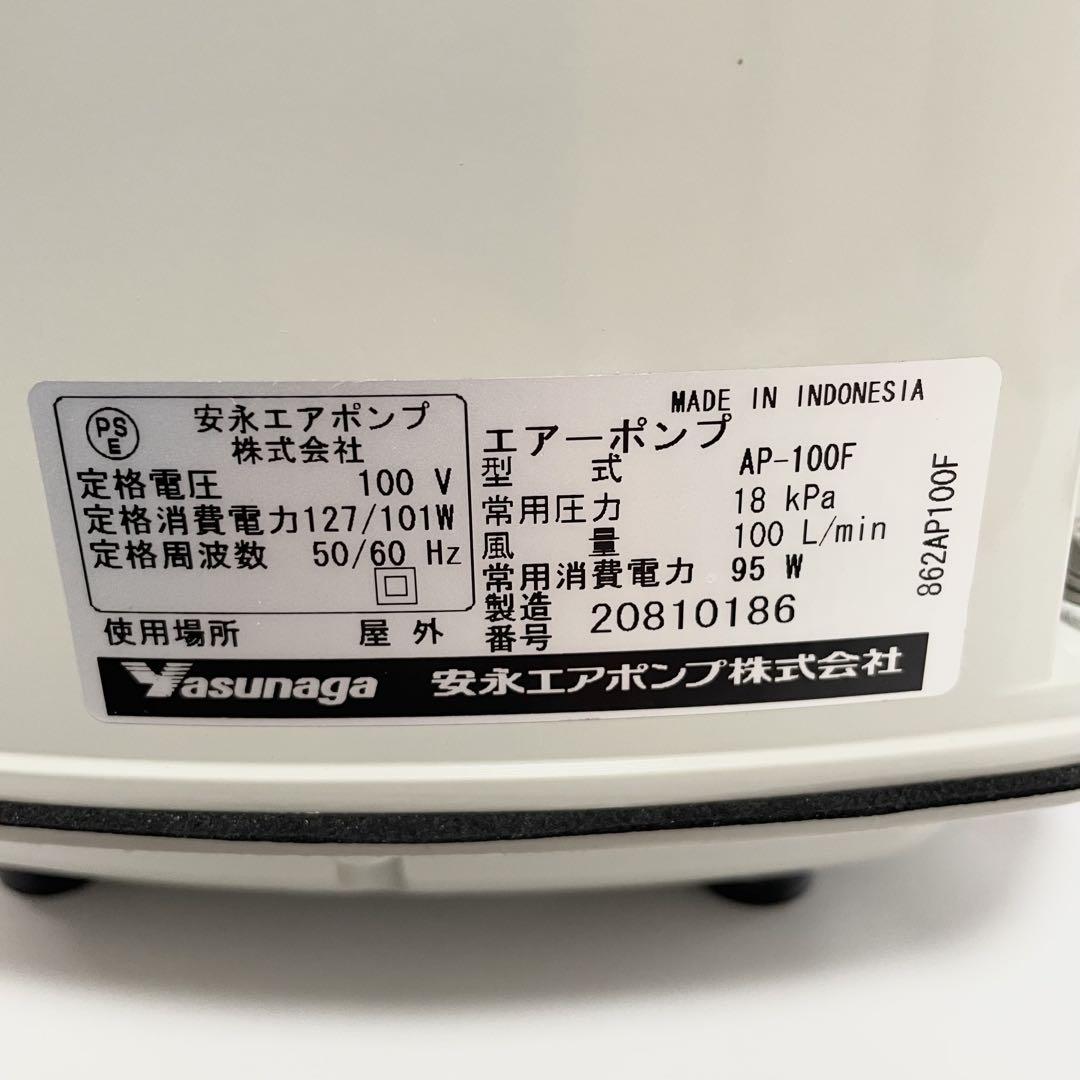 MADE IN INDONESIA
PS
E
安永エアポンプ
株式会社
定格電圧 100 V
定格消費電力 127/101W
定格周波数 50/60 Hz
使用場所 屋外
エアーポンプ
型式 AP-100F
常用圧力 18 kPa
風量 100 L/min
常用消費電力 95 W
製造
番号 20810186
862AP100F
Yasunaga 安永エアポンプ株式会社